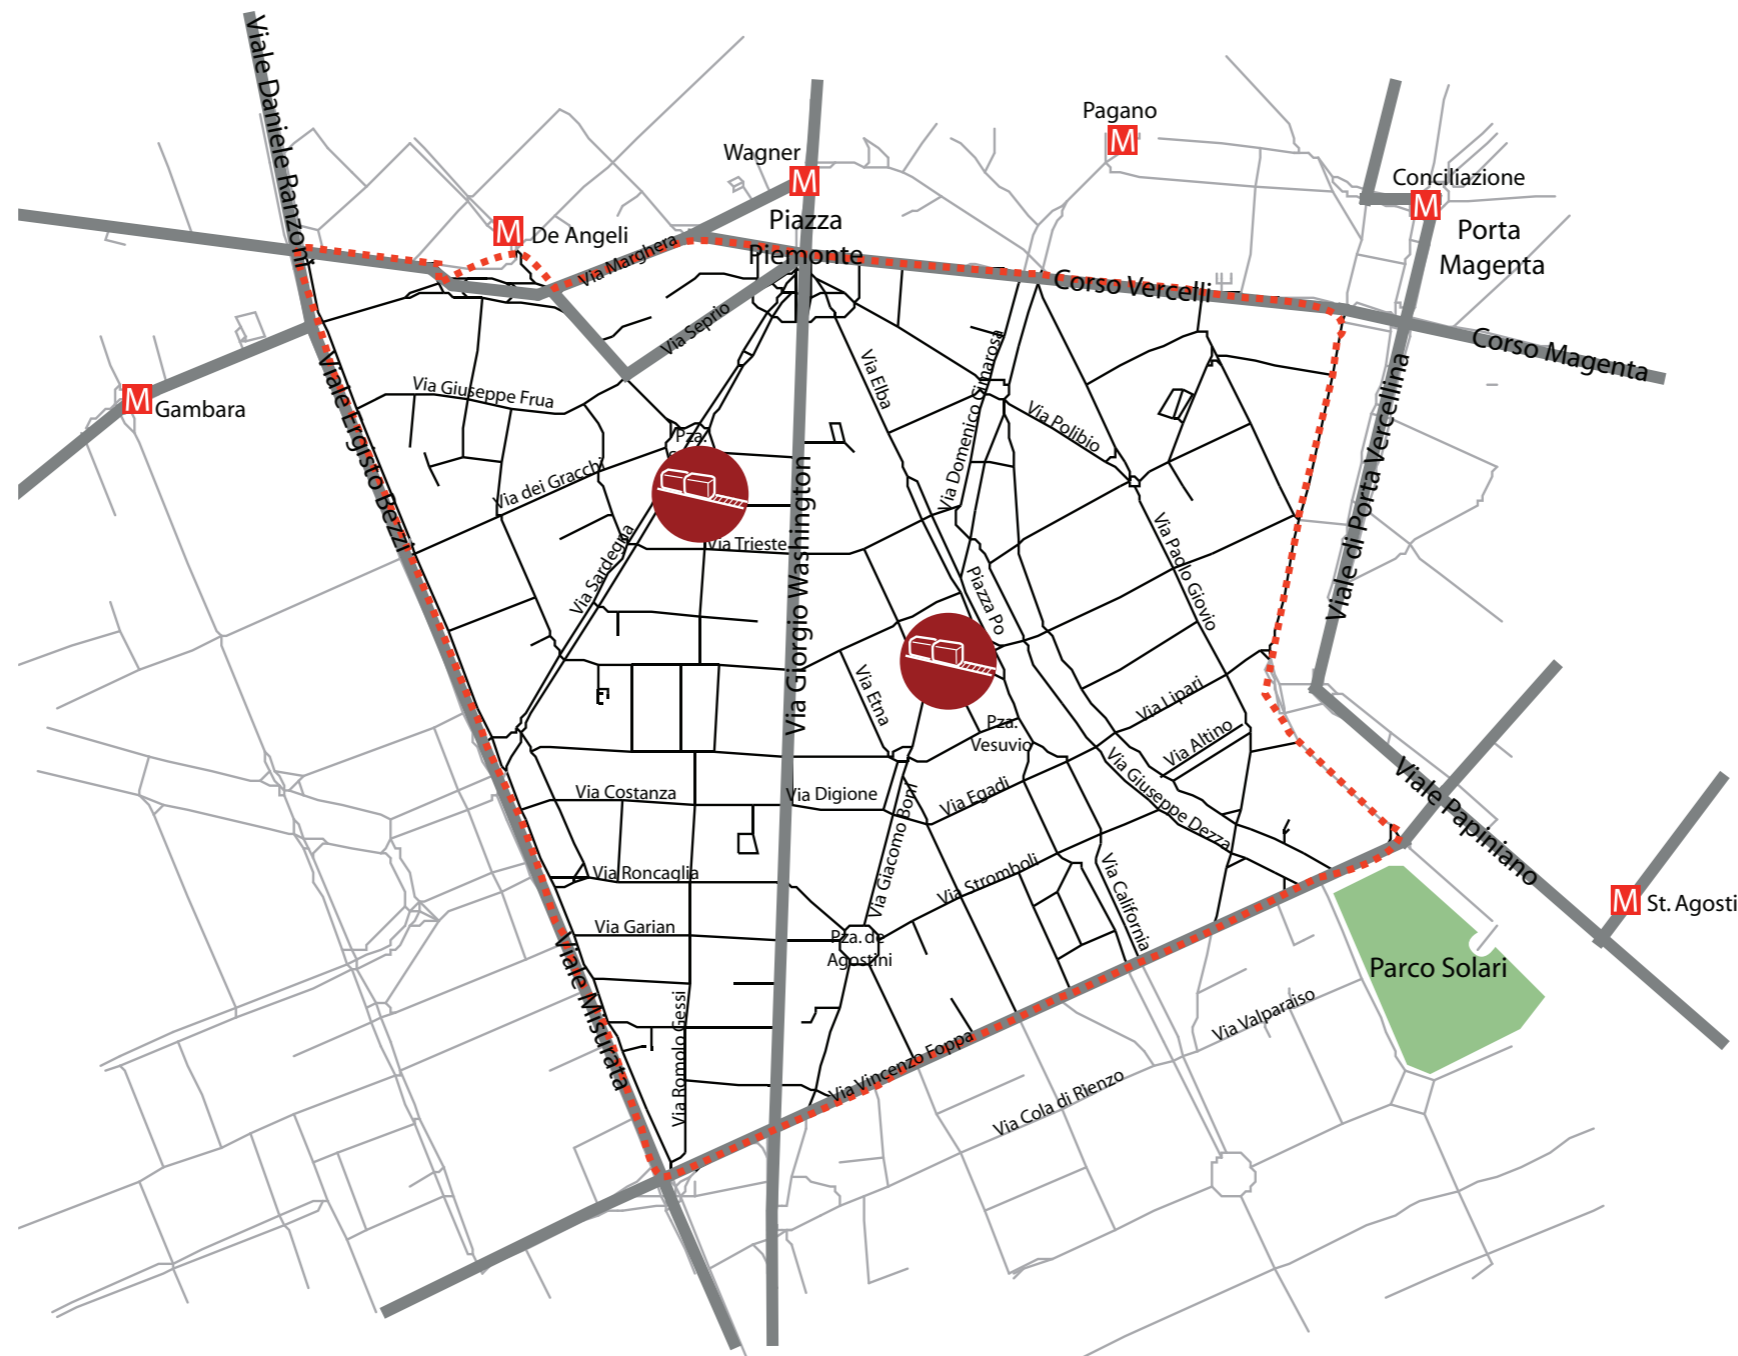 Viale Daniele Ranzoni
Pagano
M
Wagner
M
Conciliazione
M
Piazza
Piemonte
M
De Angeli
Porta
Magenta
Via Marghera
Corso Vercelli
Corso Magenta
Via Seprio
Viale Ergisto Bezzi
M
Gambara
Via Giuseppe Frua
Via Elba
Via Domenico Cimarosa
Via Polibio
Viale di Porta Vercellina
Pza.
Via dei Gracchi
Via Sardegna
Via Trieste
Via Giorgio Washington
Piazza Po
Via Paolo Giovio
Via Etna
Pza.
Vesuvio
Via Lipari
Via Altino
Via Giuseppe Dezza
Via Costanza
Via Digione
Via Egadi
Via Giacomo Boni
Viale Papiniano
Via Roncaglia
Via Stromboli
Via California
M
St. Agosti
Via Garian
Viale Misurata
Pza. de
Agostini
Parco Solari
Via Romolo Gessi
Via Vincenzo Foppa
Via Valparaiso
Via Cola di Rienzo